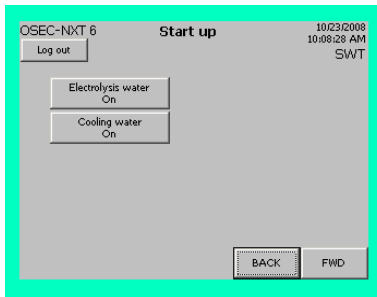 OSEC-NXT 6
Start up
10/23/2008
10:08:28 AM
Log out
SWT
Electrolysis water
On
Cooling water
On
BACK
FWD